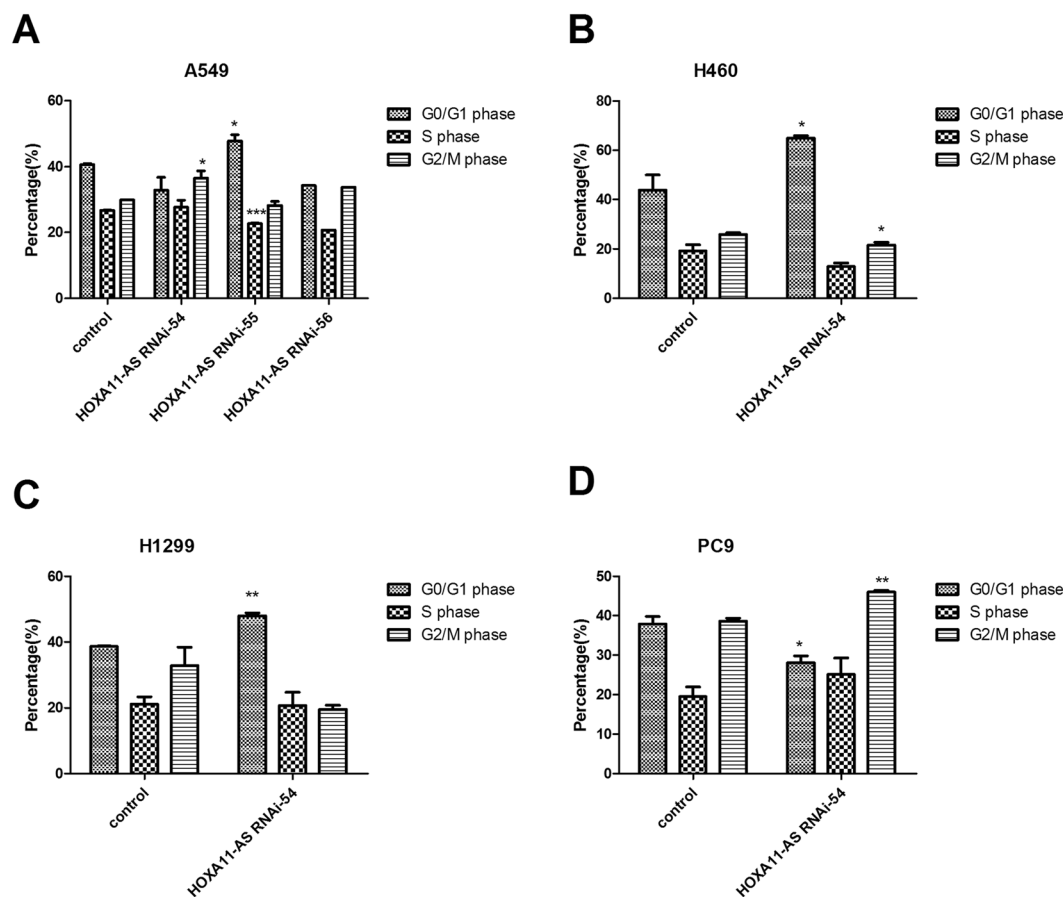 A
A549
Percentage(%)
60
40
20
0
*
*
***
control
HOXA11-AS RNAi-54
HOXA11-AS RNAi-55
HOXA11-AS RNAi-56
G0/G1 phase
S phase
G2/M phase
B
H460
Percentage(%)
80
60
40
20
0
*
*
control
HOXA11-AS RNAi-54
G0/G1 phase
S phase
G2/M phase
C
H1299
Percentage(%)
60
40
20
0
**
control
HOXA11-AS RNAi-54
G0/G1 phase
S phase
G2/M phase
D
PC9
Percentage(%)
50
40
30
20
10
0
*
**
control
HOXA11-AS RNAi-54
G0/G1 phase
S phase
G2/M phase